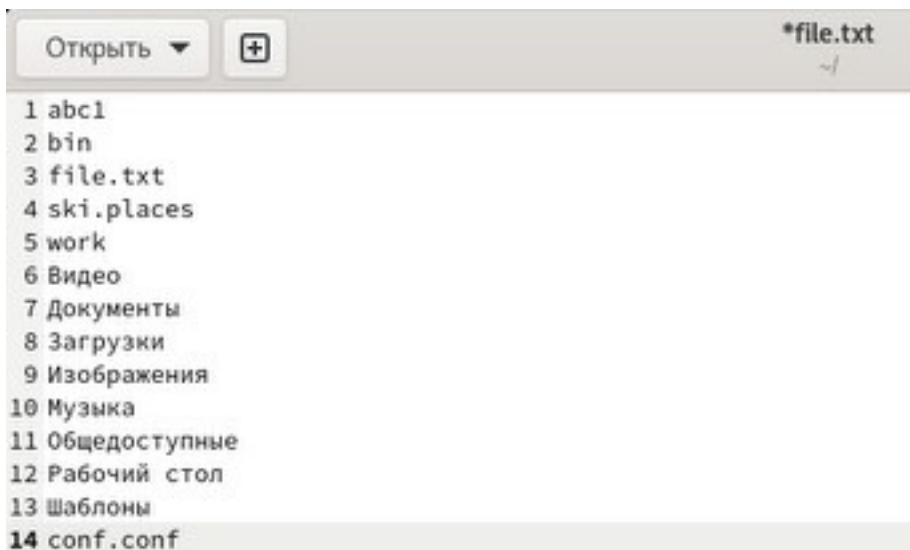 Открыть
*file.txt
~/
1 abc1
2 bin
3 file.txt
4 ski.places
5 work
6 Видео
7 Документы
8 Загрузки
9 Изображения
10 Музыка
11 Общедоступные
12 Рабочий стол
13 Шаблоны
14 conf.conf